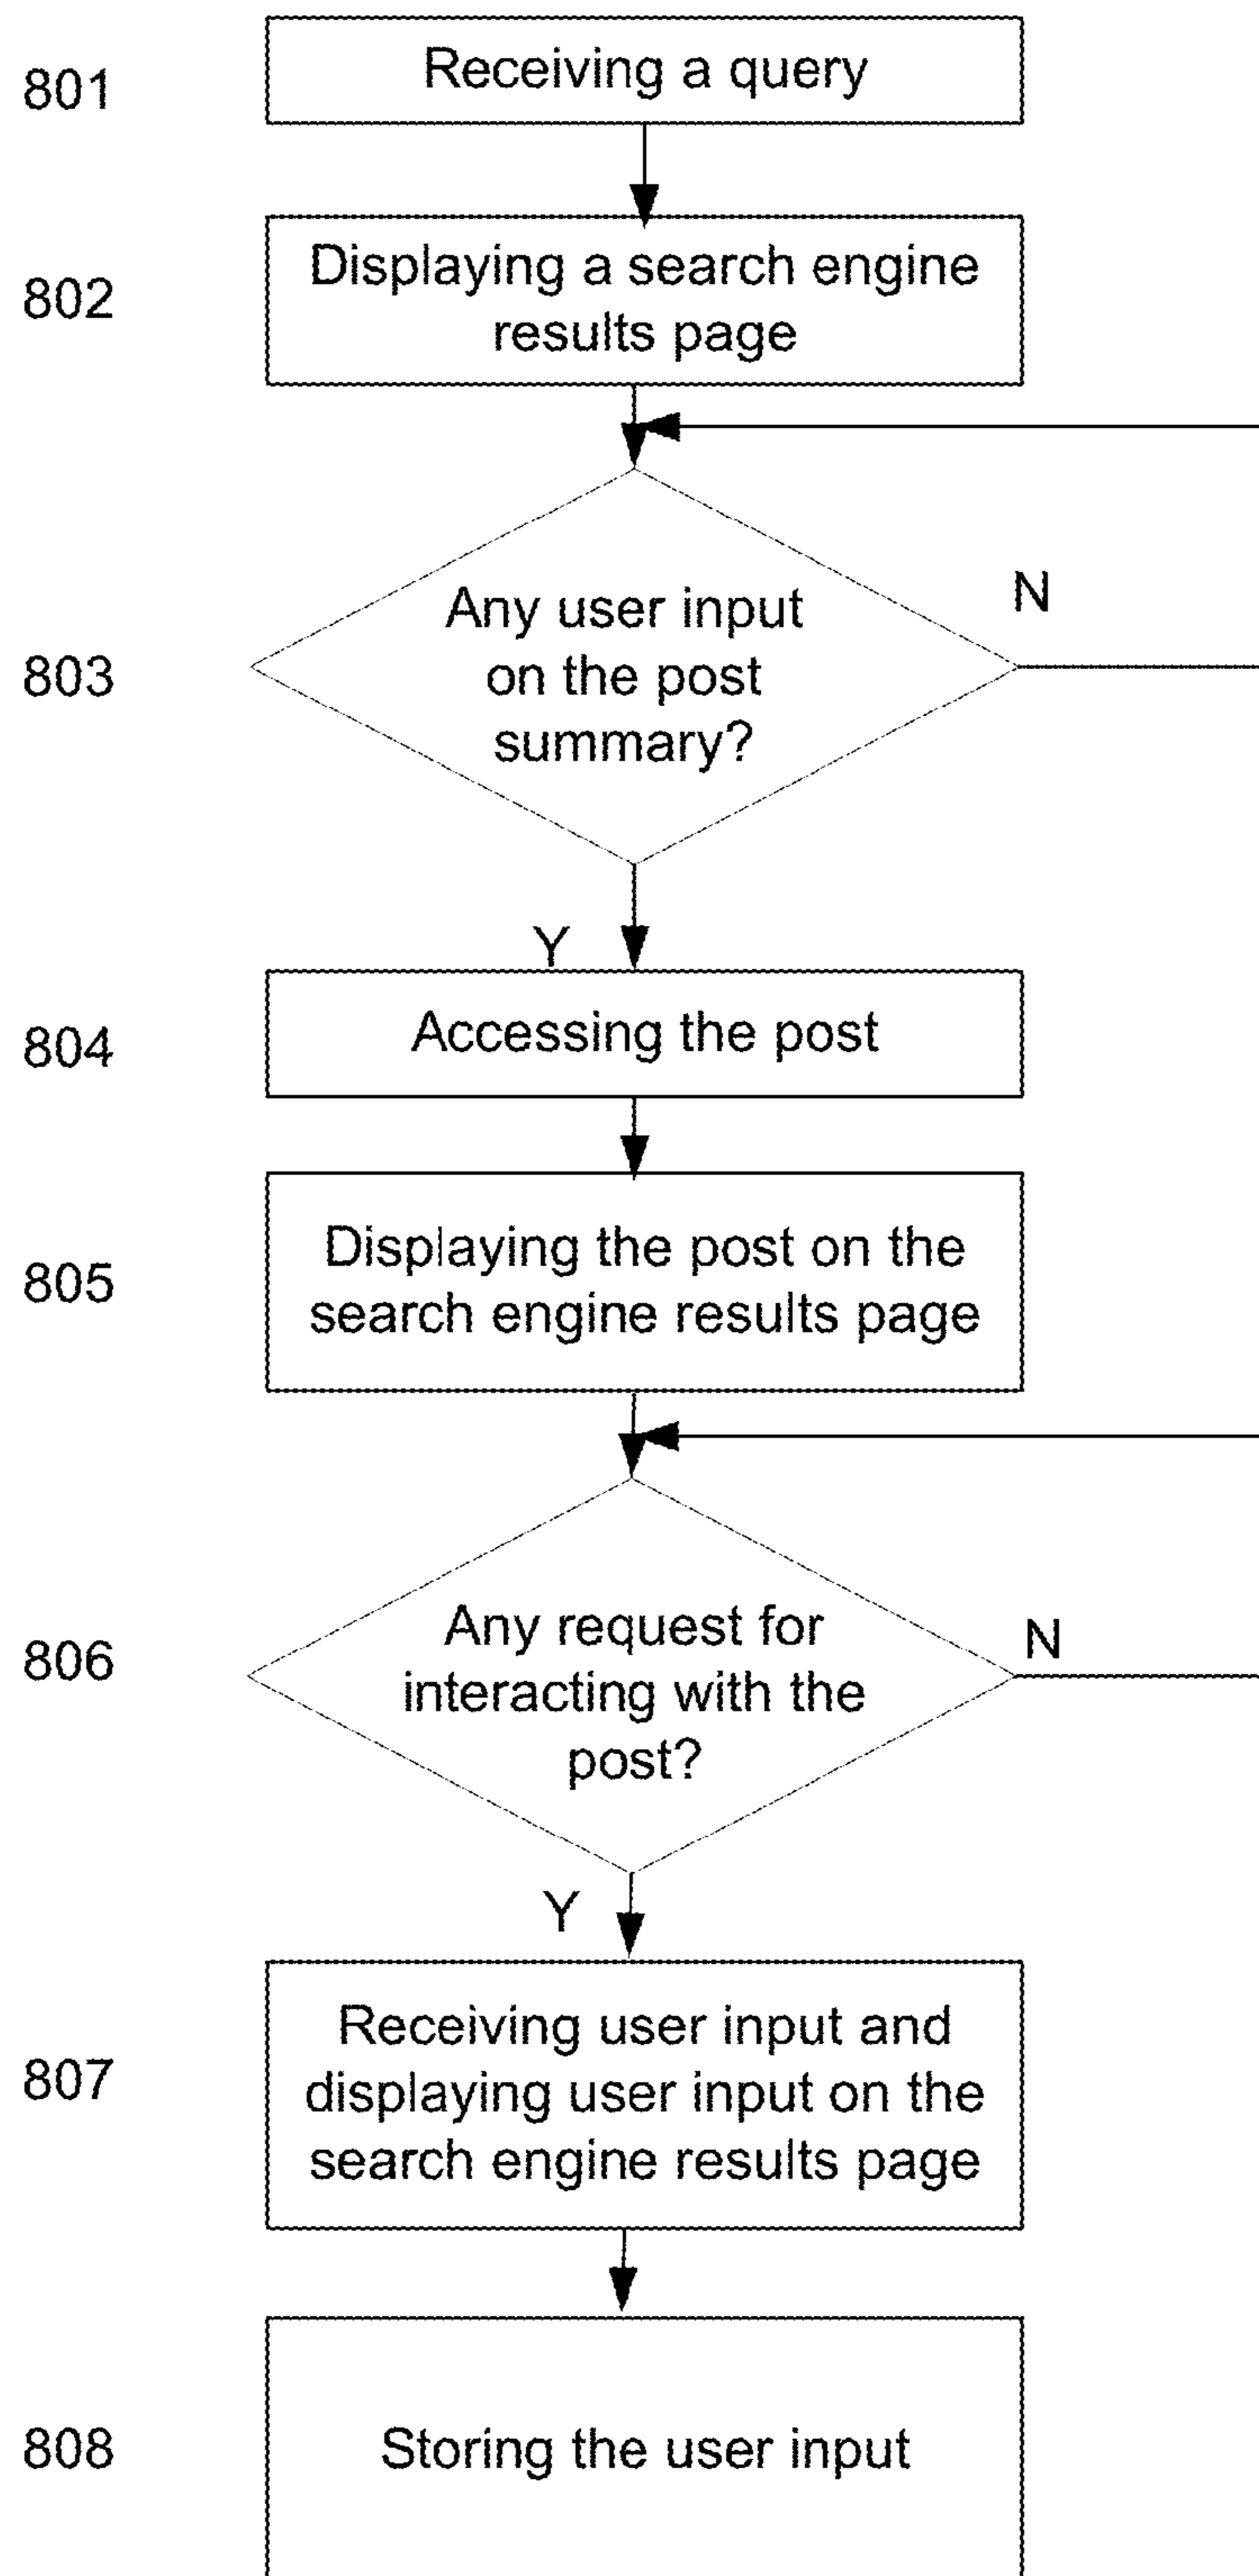 801
Receiving a query
802
Displaying a search engine
results page
803
Any user input
on the post
summary?
N
Y
804
Accessing the post
805
Displaying the post on the
search engine results page
806
Any request for
interacting with the
post?
N
Y
807
Receiving user input and
displaying user input on the
search engine results page
808
Storing the user input